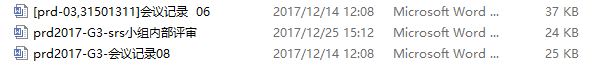 [prd-03,31501311]会议记录  06 2017/12/14 12:08 Microsoft Word ... 37 KB
prd2017-G3-srs小组内部评审 2017/12/25 15:12 Microsoft Word ... 24 KB
prd2017-G3-会议记录08 2017/12/14 12:08 Microsoft Word ... 25 KB